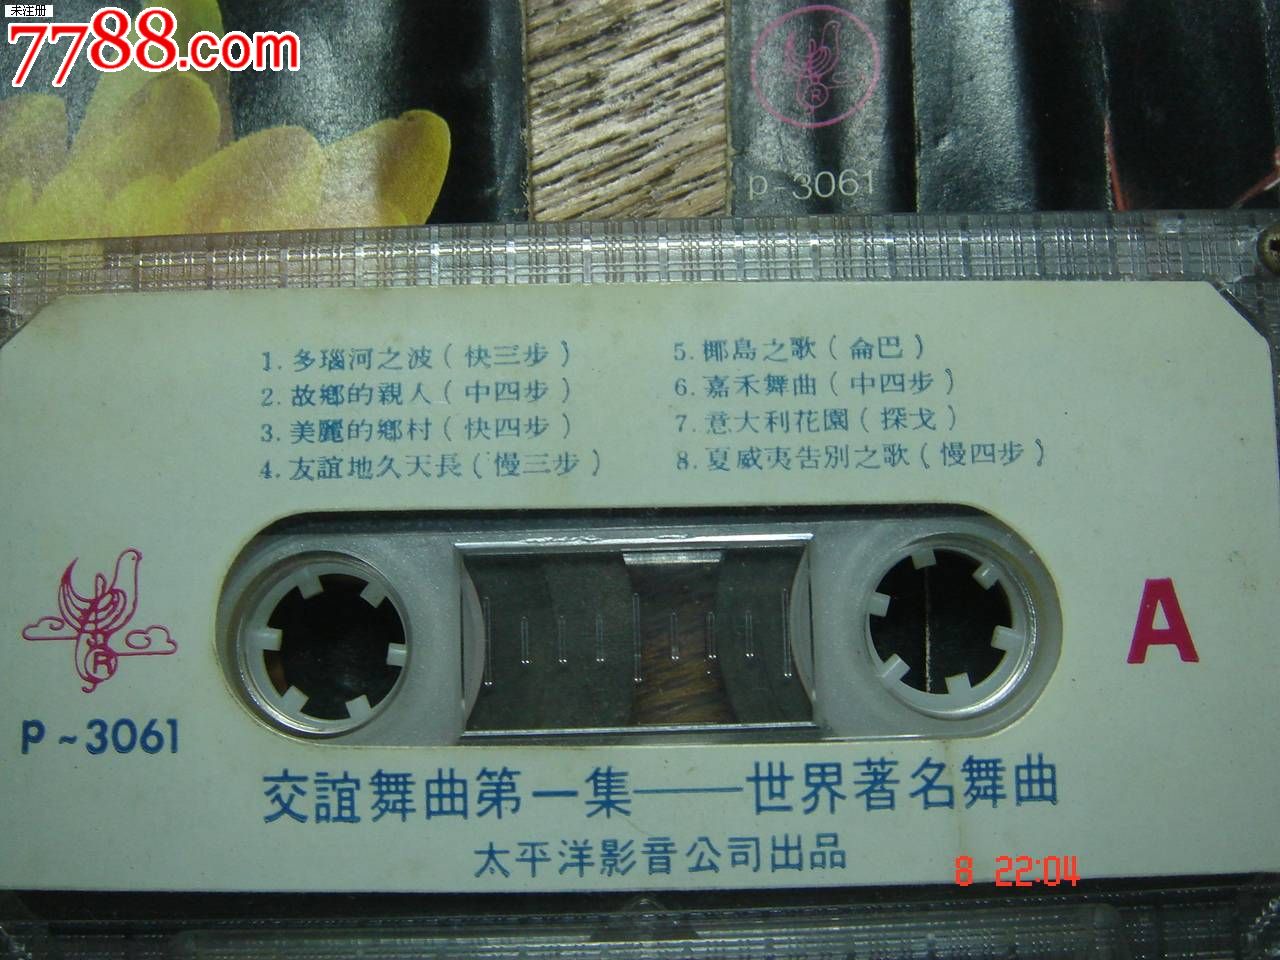 未注册
7788.com
R
P-3061
1. 多瑙河之波（快三步）
2. 故鄉的親人（中四步）
3. 美麗的鄉村（快四步）
4. 友誼地久天長（慢三步）
5. 椰島之歌（侖巴）
6. 嘉禾舞曲（中四步）
7. 意大利花園（探戈）
8. 夏威夷告別之歌（慢四步）
R
P~3061
A
交誼舞曲第一集——世界著名舞曲
太平洋影音公司出品
8 22:04